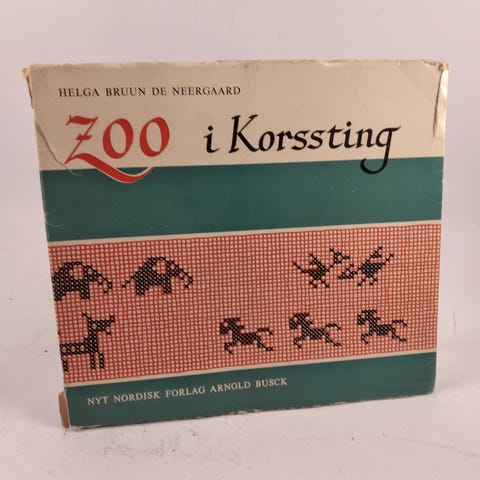 HELGA BRUUN DE NEERGAARD
Zoo i Korssting
NYT NORDISK FORLAG ARNOLD BUSCK